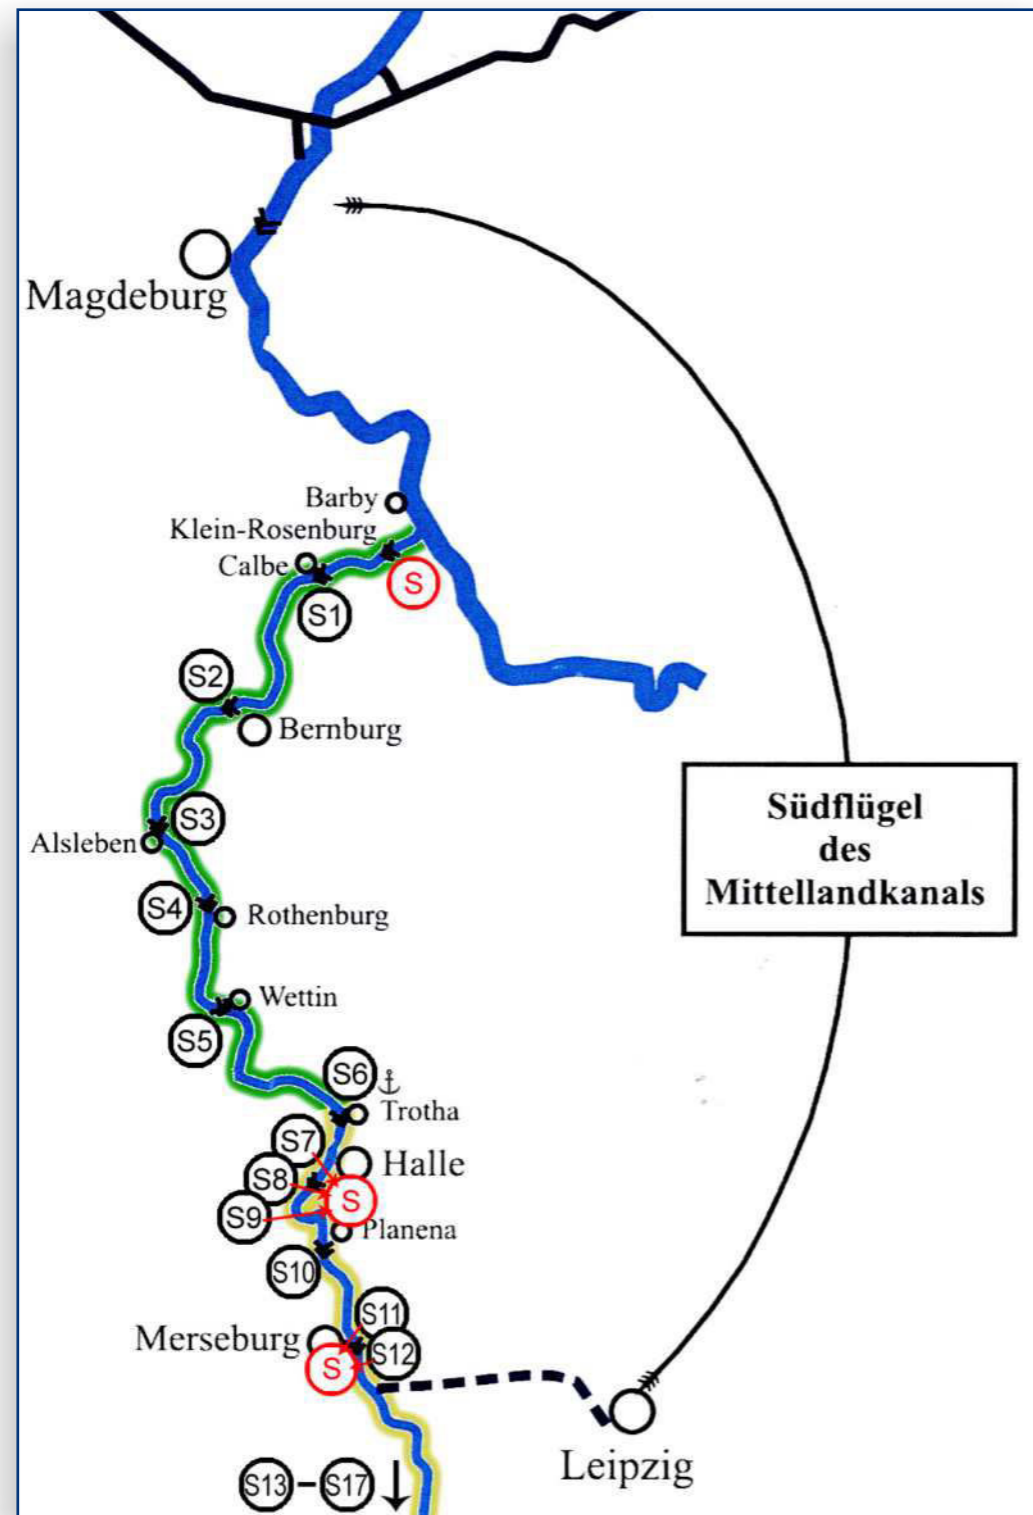 Magdeburg
Barby
Klein-Rosenburg
Calbe
S
S1
S2
Bernburg
S3
Alsleben
S4
Rothenburg
Südflügel
des
Mittellandkanals
Wettin
S5
S6
Trotha
S7
Halle
S8
S
S9
Planena
S10
S11
Merseburg
S12
S
Leipzig
S13 – S17